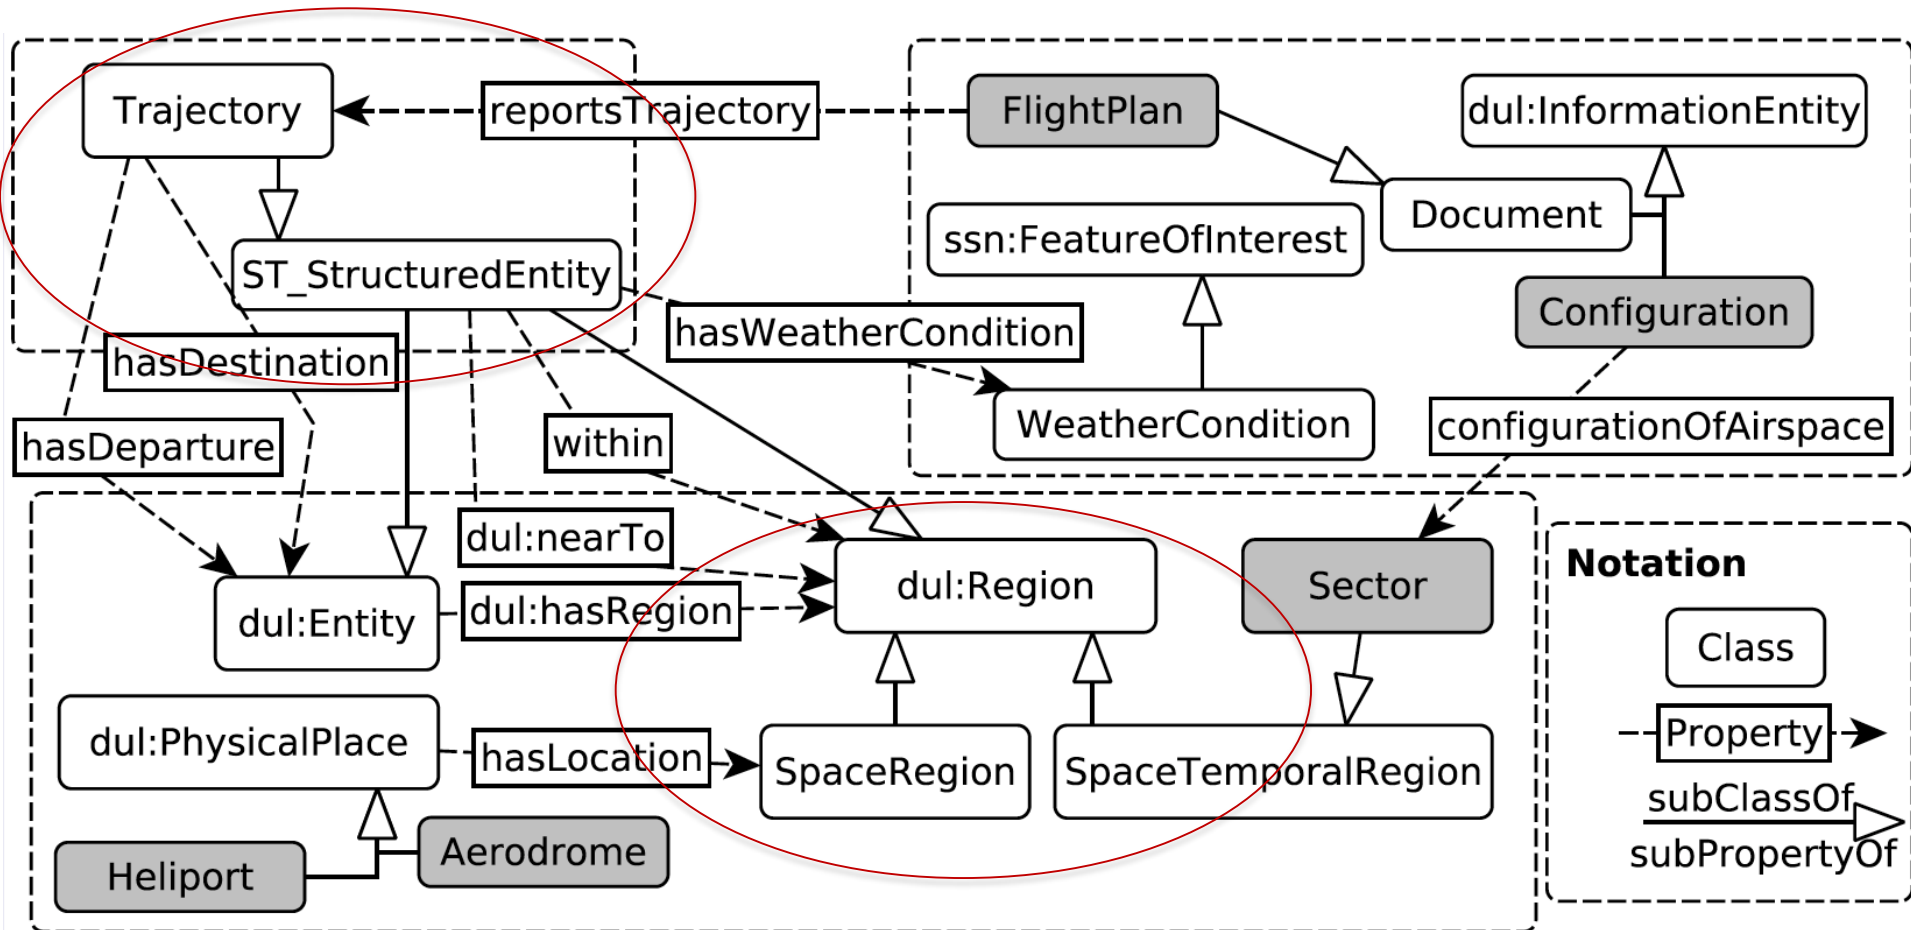 Trajectory
reportsTrajectory
FlightPlan
dul:InformationEntity
Document
ssn:FeatureOfInterest
ST_StructuredEntity
hasWeatherCondition
Configuration
hasDestination
WeatherCondition
configurationOfAirspace
hasDeparture
within
dul:nearTo
dul:Region
Sector
Notation
dul:Entity
dul:hasRegion
Class
dul:PhysicalPlace
hasLocation
SpaceRegion
SpaceTemporalRegion
Property
subClassOf
subPropertyOf
Heliport
Aerodrome